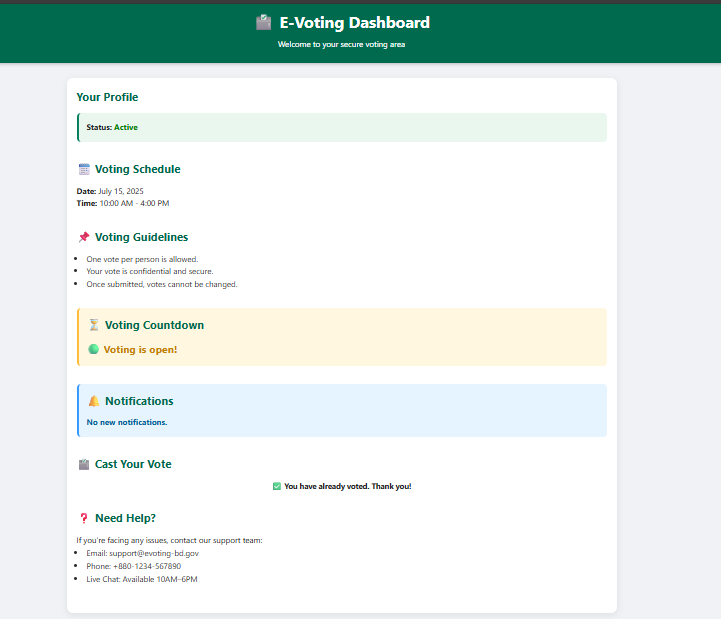 E-Voting Dashboard
Welcome to your secure voting area
Your Profile
Status: Active
Voting Schedule
Date: July 15, 2025
Time: 10:00 AM - 4:00 PM
Voting Guidelines
One vote per person is allowed.
Your vote is confidential and secure.
Once submitted, votes cannot be changed.
Voting Countdown
Voting is open!
Notifications
No new notifications.
Cast Your Vote
You have already voted. Thank you!
Need Help?
If you're facing any issues, contact our support team:
Email: support@evoting-bd.gov
Phone: +880-1234-567890
Live Chat: Available 10AM–6PM